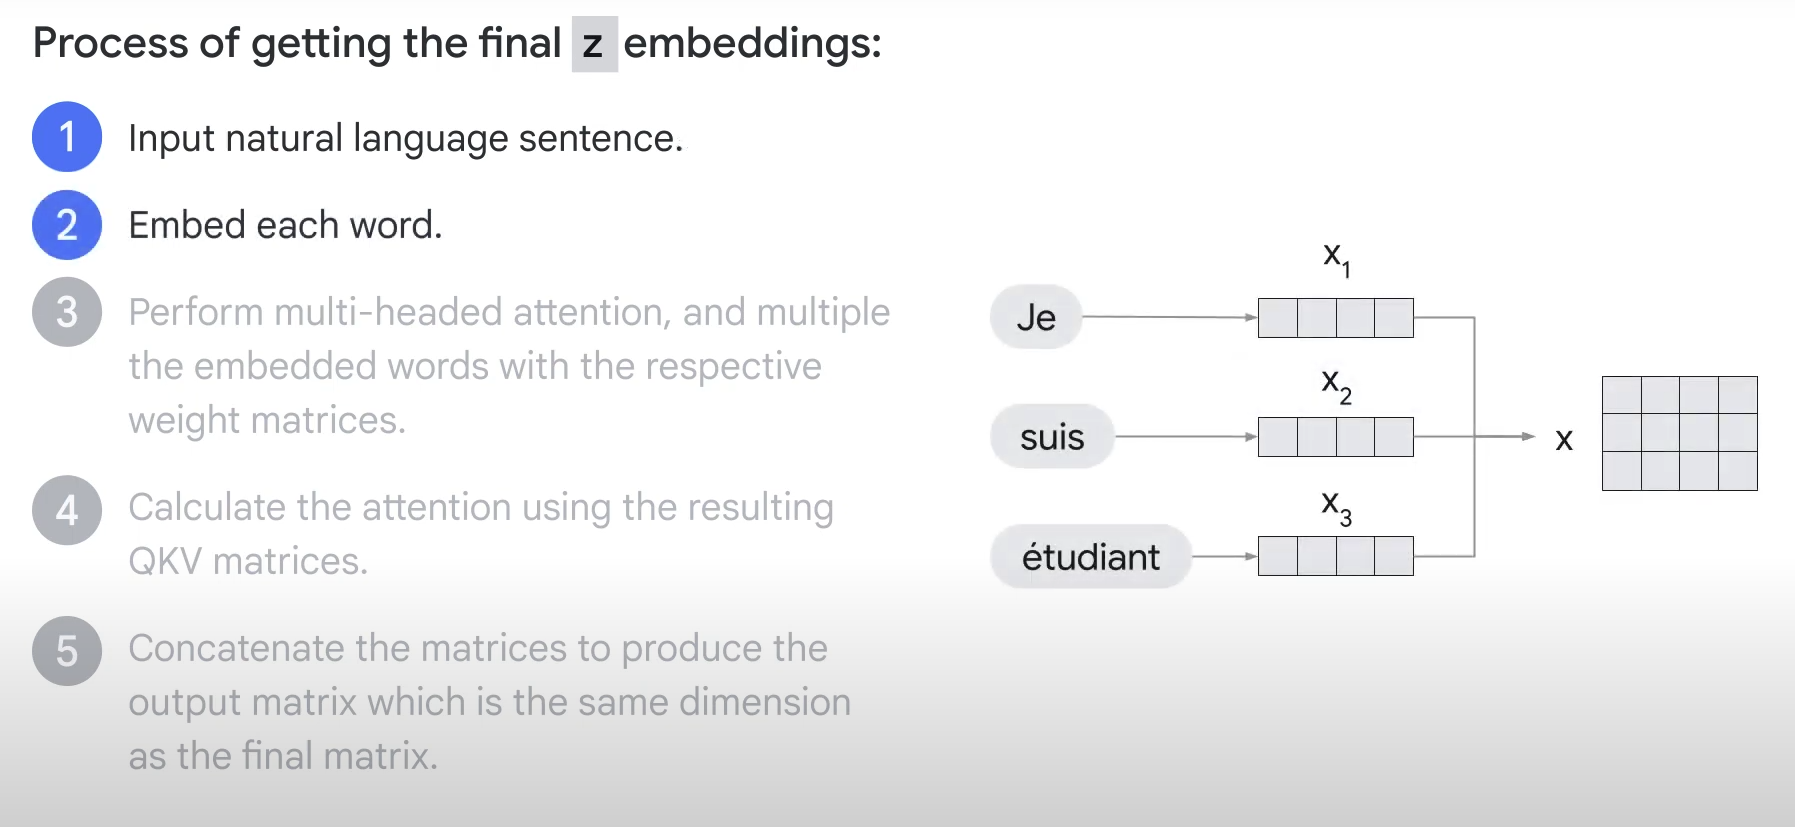 Process of getting the final z embeddings:
1 Input natural language sentence.
2 Embed each word.
3 Perform multi-headed attention, and multiple
the embedded words with the respective
weight matrices.
4 Calculate the attention using the resulting
QKV matrices.
5 Concatenate the matrices to produce the
output matrix which is the same dimension
as the final matrix.
x1
Je
x2
suis
x
x3
étudiant